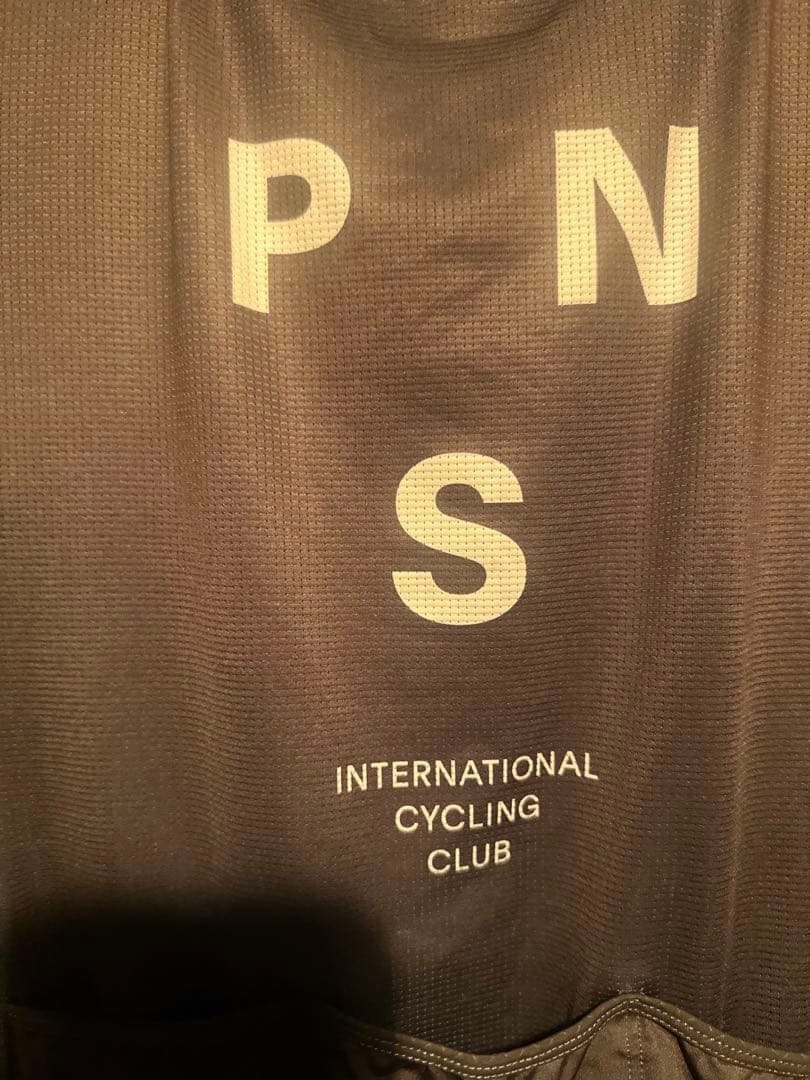 P N
S
INTERNATIONAL
CYCLING
CLUB